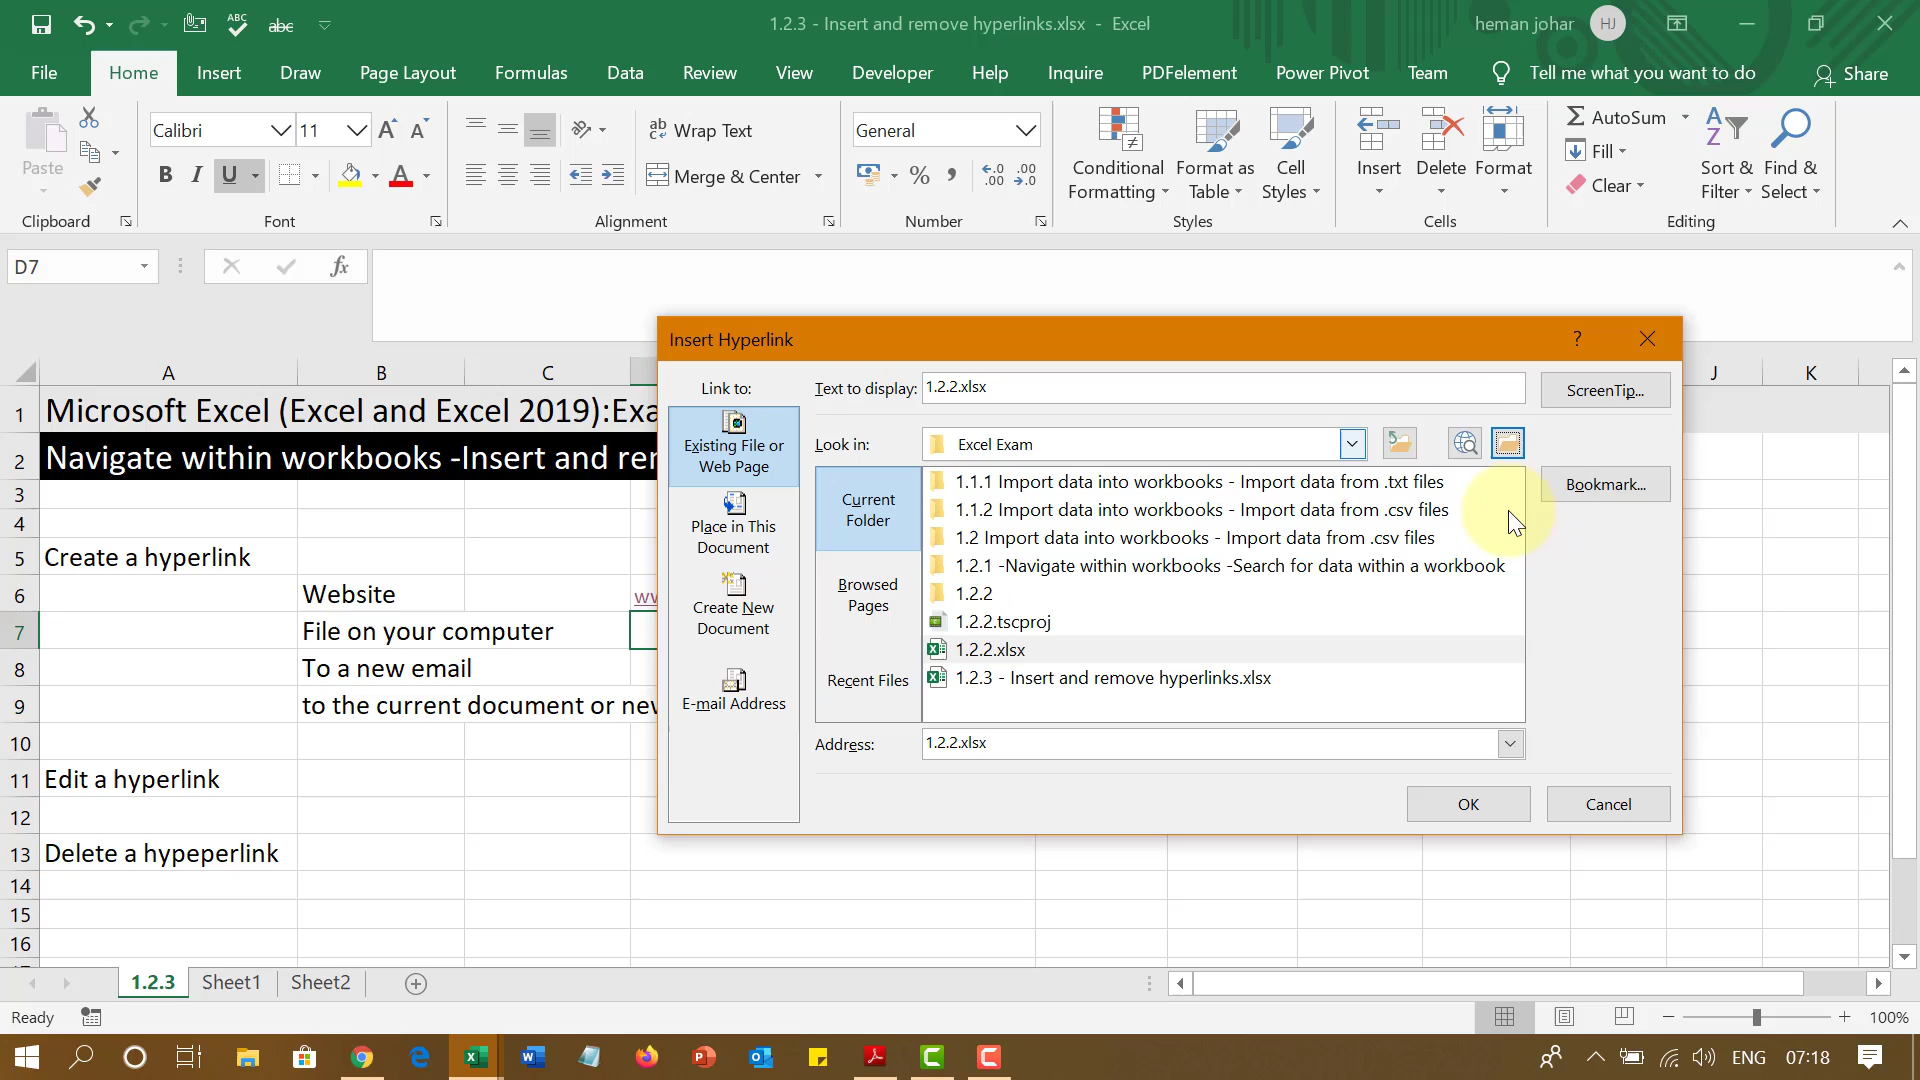 ABC
abc
1.2.3 - Insert and remove hyperlinks.xlsx - Excel
heman johar
HJ
File
Home
Insert
Draw
Page Layout
Formulas
Data
Review
View
Developer
Help
Inquire
PDFelement
Power Pivot
Team
Tell me what you want to do
Share
Paste
Calibri
11
A
A
B I U
A
ab
Wrap Text
Merge & Center
General
%
Conditional
Formatting
Format as
Table
Cell
Styles
Insert
Delete
Format
AutoSum
Fill
Clear
Sort &
Filter
Find &
Select
Clipboard
Font
Alignment
Number
Styles
Cells
Editing
D7
fx
A
B
C
J
K
1
Microsoft Excel (Excel and Excel 2019):Exa
2
Navigate within workbooks -Insert and rer
3
4
5
Create a hyperlink
6
Website
ww
7
File on your computer
8
To a new email
9
to the current document or nev
10
11
Edit a hyperlink
12
13
Delete a hypeperlink
14
15
16
Insert Hyperlink
?
Link to:
Text to display:
1.2.2.xlsx
ScreenTip...
Existing File or
Web Page
Look in:
Excel Exam
Place in This
Document
Create New
Document
E-mail Address
Current
Folder
Browsed
Pages
Recent Files
1.1.1 Import data into workbooks - Import data from .txt files
1.1.2 Import data into workbooks - Import data from .csv files
1.2 Import data into workbooks - Import data from .csv files
1.2.1 -Navigate within workbooks -Search for data within a workbook
1.2.2
1.2.2.tscproj
1.2.2.xlsx
1.2.3 - Insert and remove hyperlinks.xlsx
Bookmark...
Address:
1.2.2.xlsx
OK
Cancel
1.2.3
Sheet1
Sheet2
Ready
100%
ENG
07:18